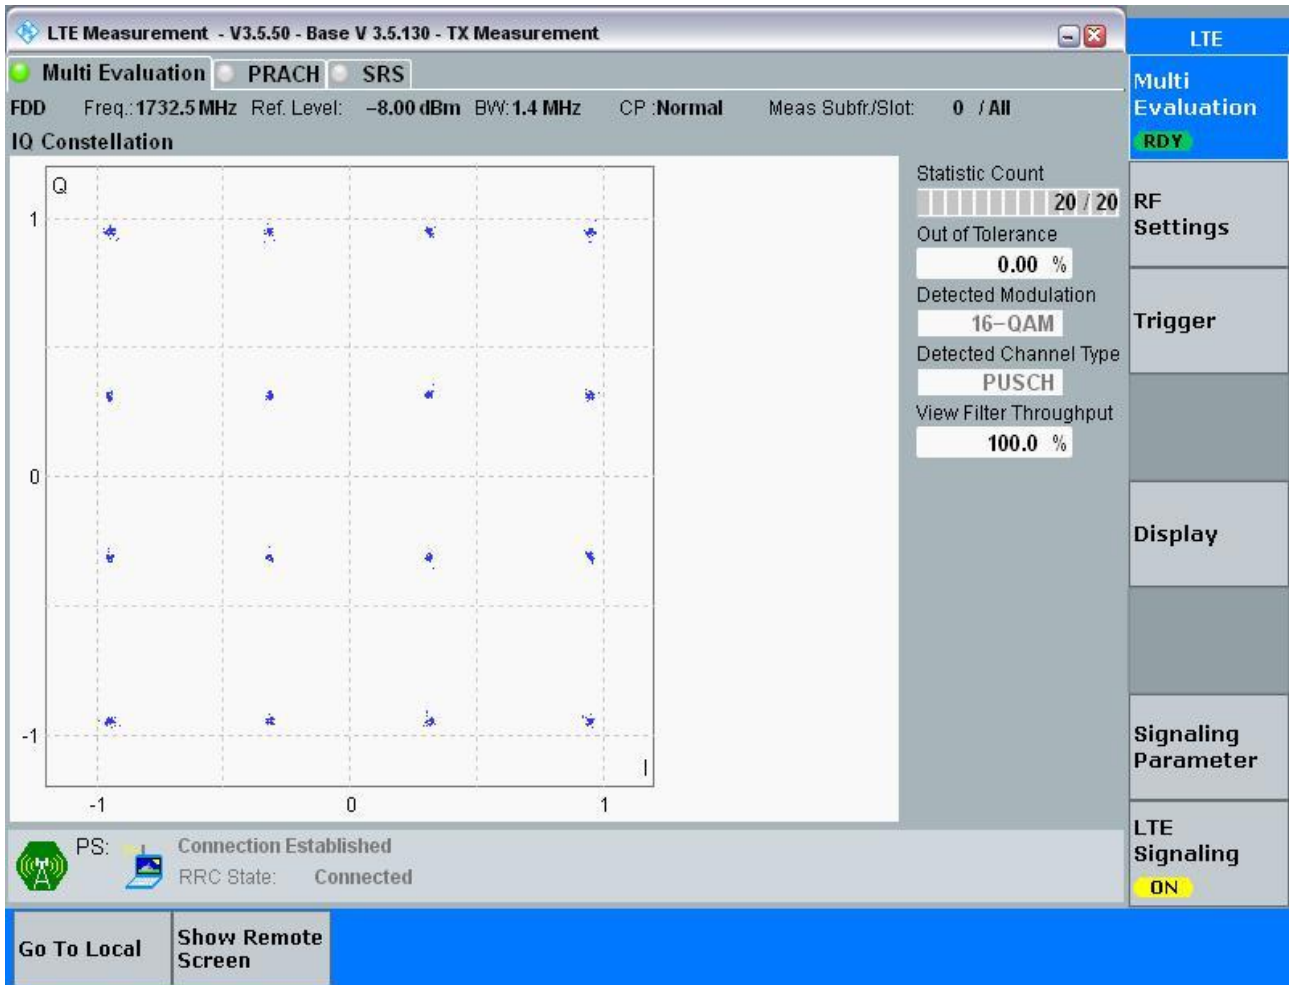 LTE Measurement - V3.5.50 - Base V 3.5.130 - TX Measurement
LTE
Multi Evaluation PRACH SRS
FDD Freq.: 1732.5 MHz Ref. Level: −8.00 dBm BW: 1.4 MHz CP :Normal Meas Subfr./Slot: 0 / All
IQ Constellation
Q
1
0
-1
I
-1 0 1
Statistic Count
20 / 20
Out of Tolerance
0.00 %
Detected Modulation
16−QAM
Detected Channel Type
PUSCH
View Filter Throughput
100.0 %
Multi
Evaluation
RDY
RF
Settings
Trigger
Display
Signaling
Parameter
LTE
Signaling
ON
PS: Connection Established
RRC State: Connected
Go To Local
Show Remote
Screen